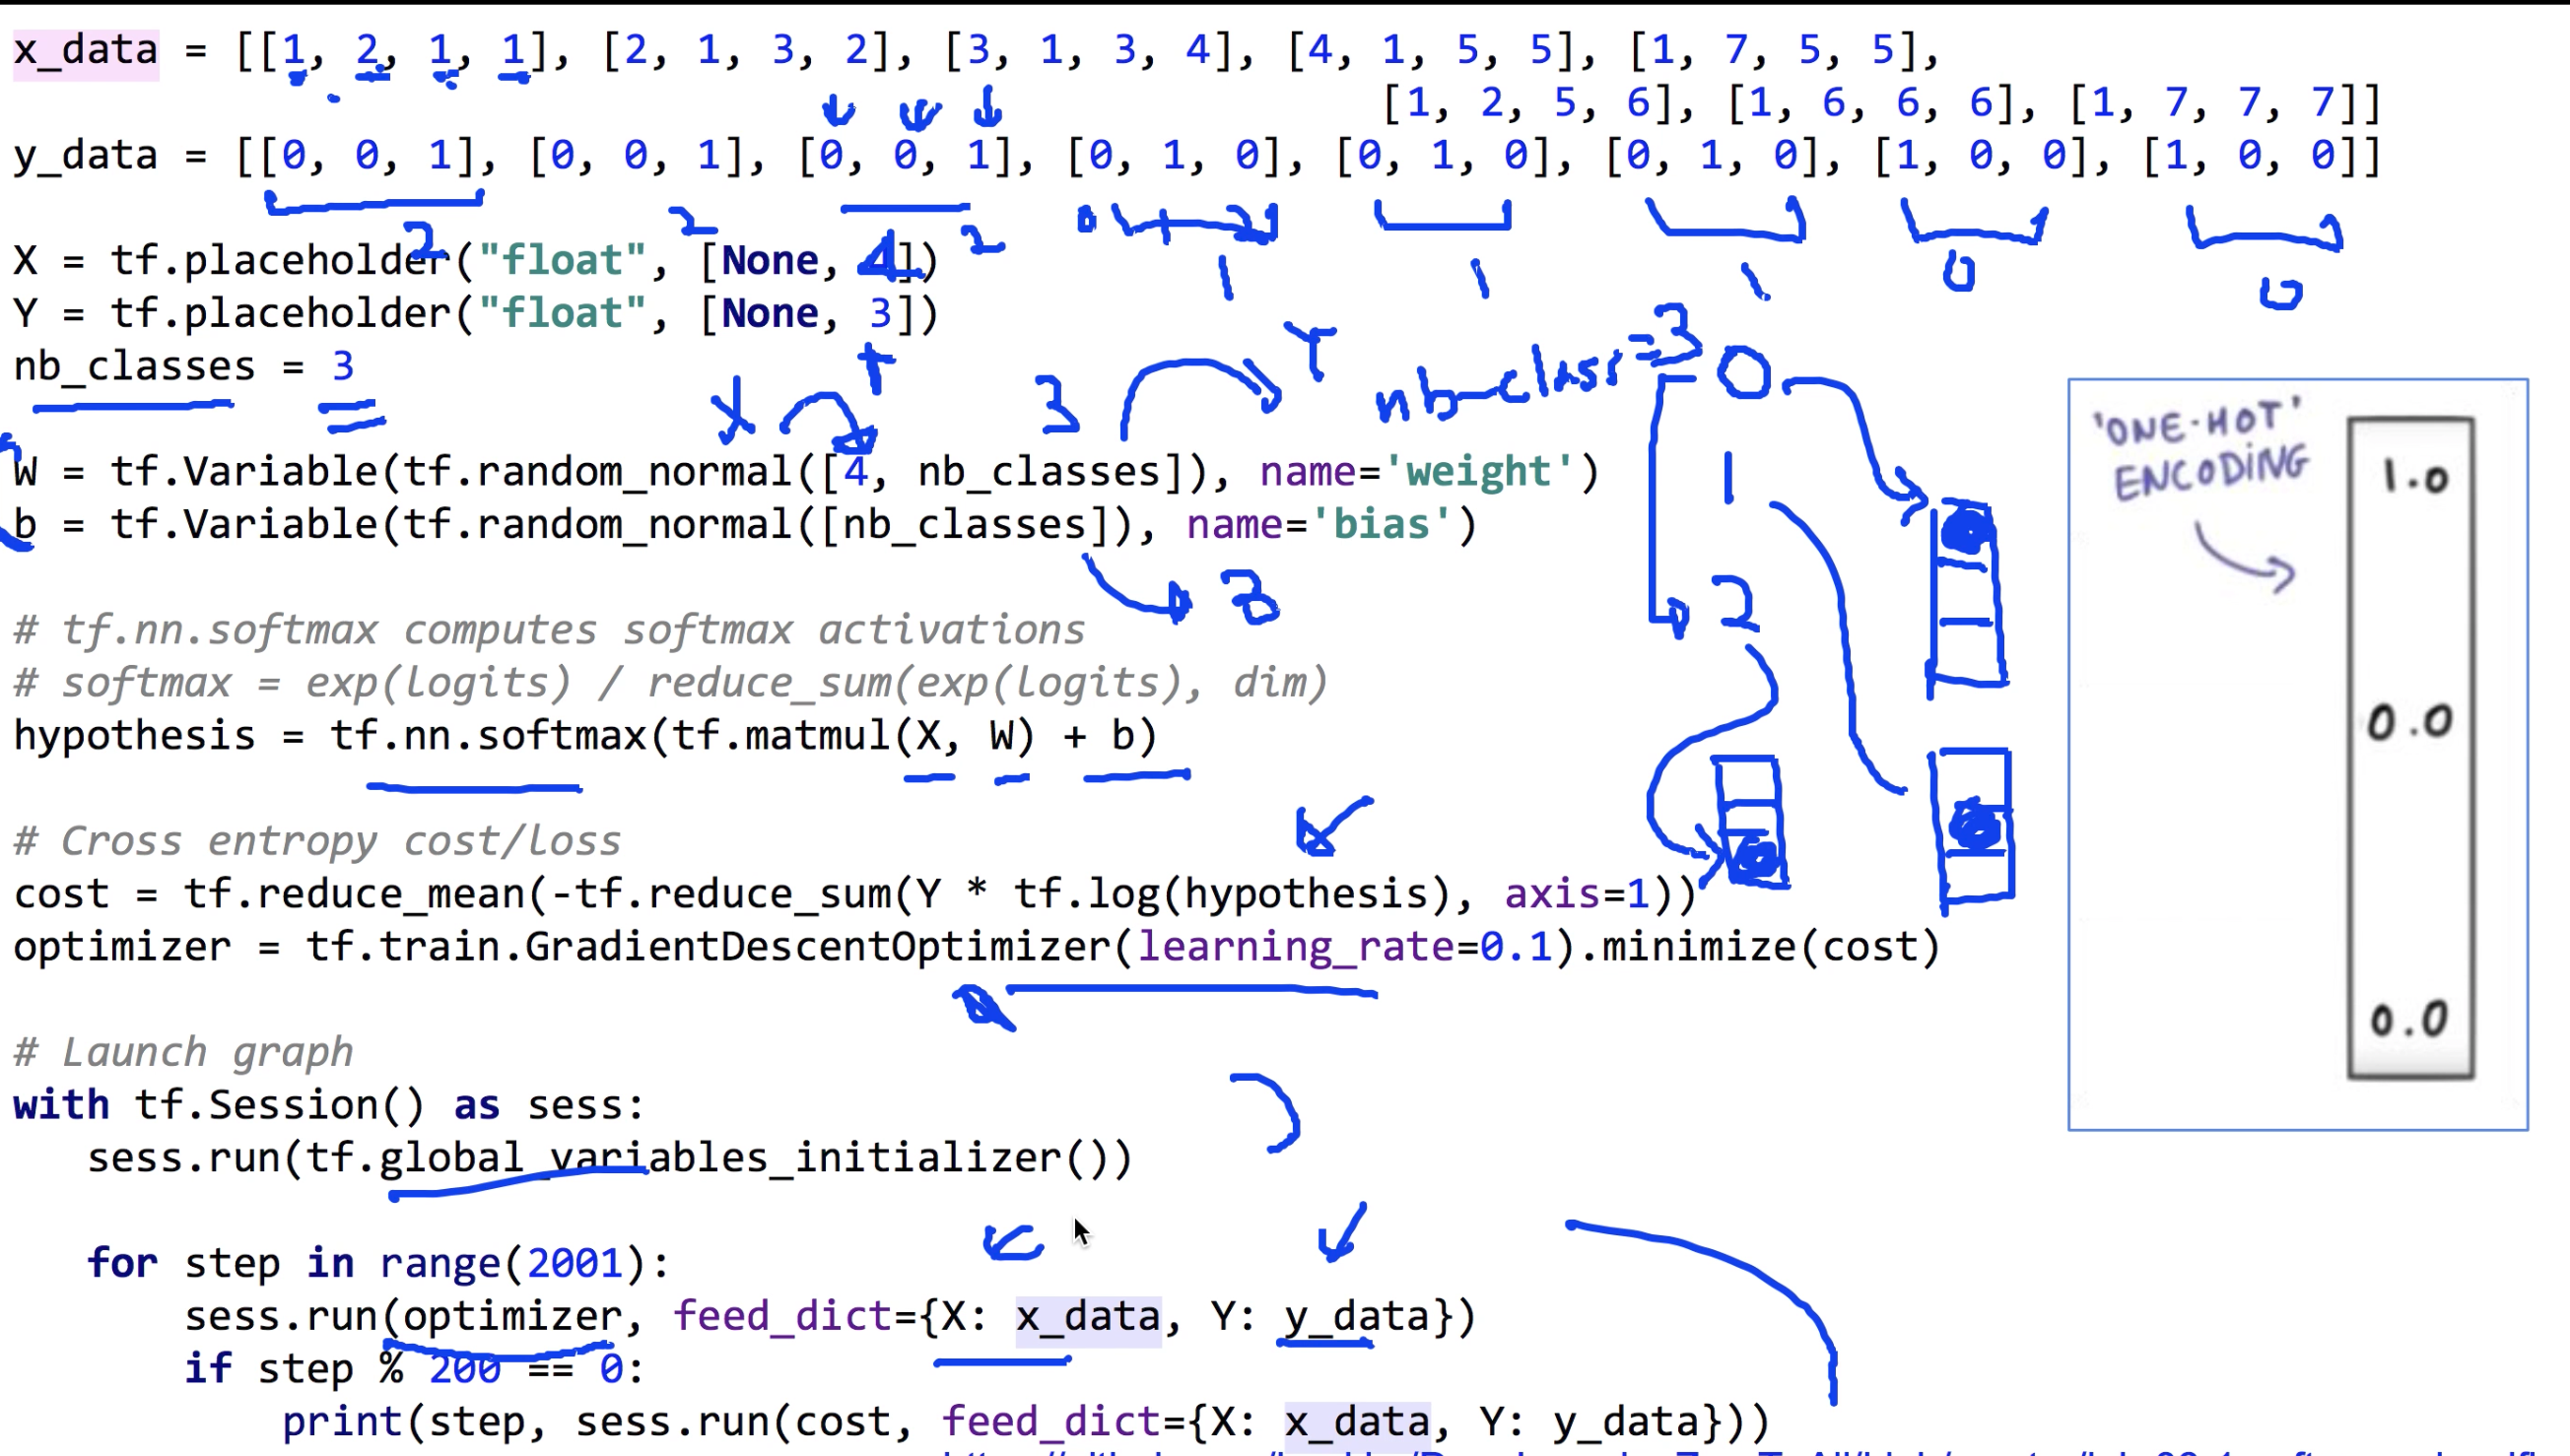 x_data = [[1, 2, 1, 1], [2, 1, 3, 2], [3, 1, 3, 4], [4, 1, 5, 5], [1, 7, 5, 5],
[1, 2, 5, 6], [1, 6, 6, 6], [1, 7, 7, 7]]
y_data = [[0, 0, 1], [0, 0, 1], [0, 0, 1], [0, 1, 0], [0, 1, 0], [0, 1, 0], [1, 0, 0], [1, 0, 0]]
2 2 2 1 1 1 0 0
X = tf.placeholder("float", [None, 4])
Y = tf.placeholder("float", [None, 3])
nb_classes = 3
nb-class=3
X 3 Y
0
1
2
W = tf.Variable(tf.random_normal([4, nb_classes]), name='weight')
b = tf.Variable(tf.random_normal([nb_classes]), name='bias')
3
'ONE-HOT'
ENCODING
1.0
0.0
0.0
# tf.nn.softmax computes softmax activations
# softmax = exp(logits) / reduce_sum(exp(logits), dim)
hypothesis = tf.nn.softmax(tf.matmul(X, W) + b)
# Cross entropy cost/loss
cost = tf.reduce_mean(-tf.reduce_sum(Y * tf.log(hypothesis), axis=1))
optimizer = tf.train.GradientDescentOptimizer(learning_rate=0.1).minimize(cost)
# Launch graph
with tf.Session() as sess:
sess.run(tf.global_variables_initializer())
for step in range(2001):
sess.run(optimizer, feed_dict={X: x_data, Y: y_data})
if step % 200 == 0:
print(step, sess.run(cost, feed_dict={X: x_data, Y: y_data}))